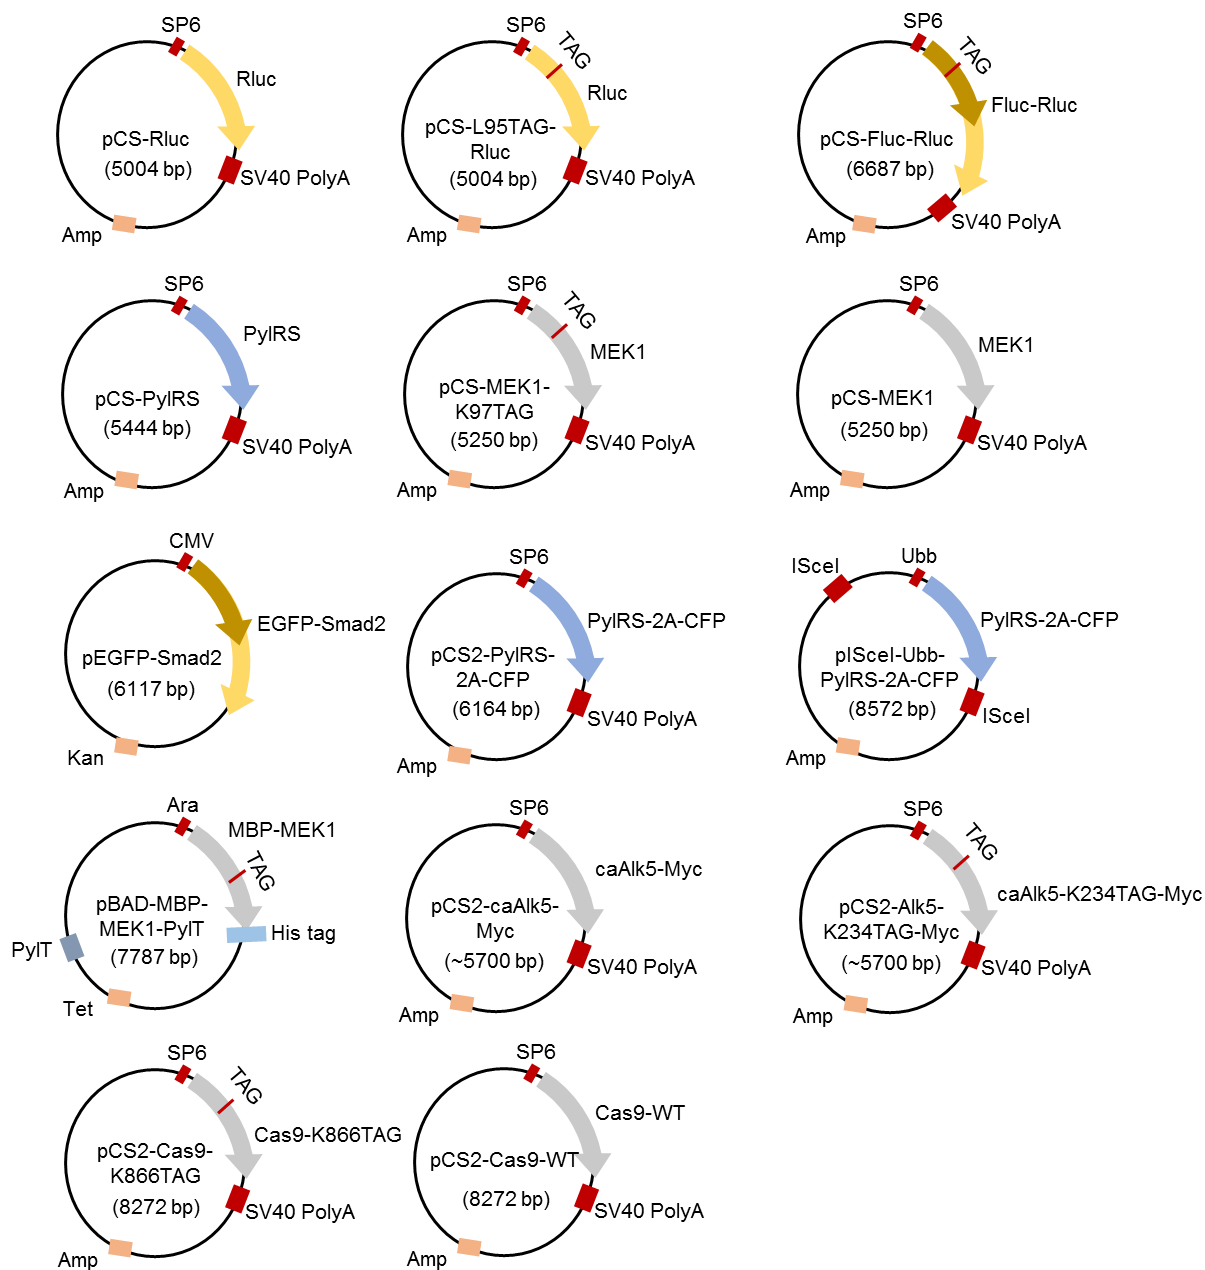 SP6
Rluc
pCS-Rluc
(5004 bp)
SV40 PolyA
Amp
SP6
TAG
Rluc
pCS-L95TAG-
Rluc
(5004 bp)
SV40 PolyA
Amp
SP6
TAG
Fluc-Rluc
pCS-Fluc-Rluc
(6687 bp)
SV40 PolyA
Amp
SP6
PylRS
pCS-PylRS
(5444 bp)
SV40 PolyA
Amp
SP6
TAG
MEK1
pCS-MEK1-
K97TAG
(5250 bp)
SV40 PolyA
Amp
SP6
MEK1
pCS-MEK1
(5250 bp)
SV40 PolyA
Amp
CMV
EGFP-Smad2
pEGFP-Smad2
(6117 bp)
Kan
SP6
PylRS-2A-CFP
pCS2-PylRS-
2A-CFP
(6164 bp)
SV40 PolyA
Amp
ISceI
Ubb
PylRS-2A-CFP
pISceI-Ubb-
PylRS-2A-CFP
(8572 bp)
ISceI
Amp
Ara
MBP-MEK1
TAG
pBAD-MBP-
MEK1-PylT
(7787 bp)
His tag
PylT
Tet
SP6
caAlk5-Myc
pCS2-caAlk5-
Myc
(~5700 bp)
SV40 PolyA
Amp
SP6
TAG
caAlk5-K234TAG-Myc
pCS2-Alk5-
K234TAG-Myc
(~5700 bp)
SV40 PolyA
Amp
SP6
TAG
Cas9-K866TAG
pCS2-Cas9-
K866TAG
(8272 bp)
SV40 PolyA
Amp
SP6
Cas9-WT
pCS2-Cas9-WT
(8272 bp)
SV40 PolyA
Amp